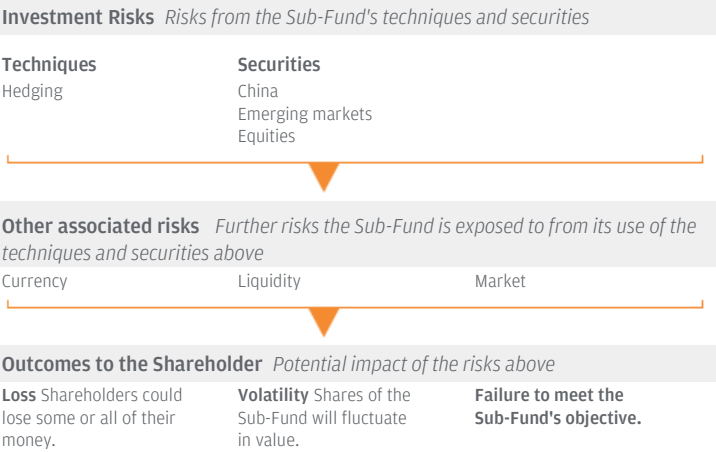 Investment Risks Risks from the Sub-Fund's techniques and securities
Techniques
Hedging
Securities
China
Emerging markets
Equities
Other associated risks Further risks the Sub-Fund is exposed to from its use of the
techniques and securities above
Currency
Liquidity
Market
Outcomes to the Shareholder Potential impact of the risks above
Loss Shareholders could
lose some or all of their
money.
Volatility Shares of the
Sub-Fund will fluctuate
in value.
Failure to meet the
Sub-Fund's objective.